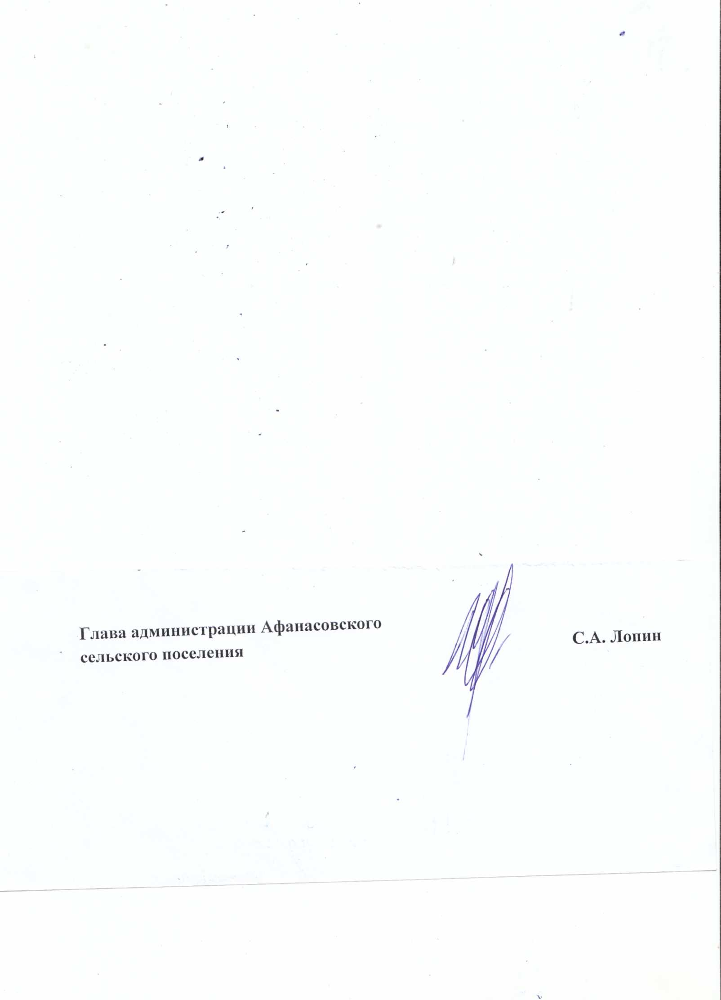 Глава администрации Афанасовского
сельского поселения
С.А. Лопин